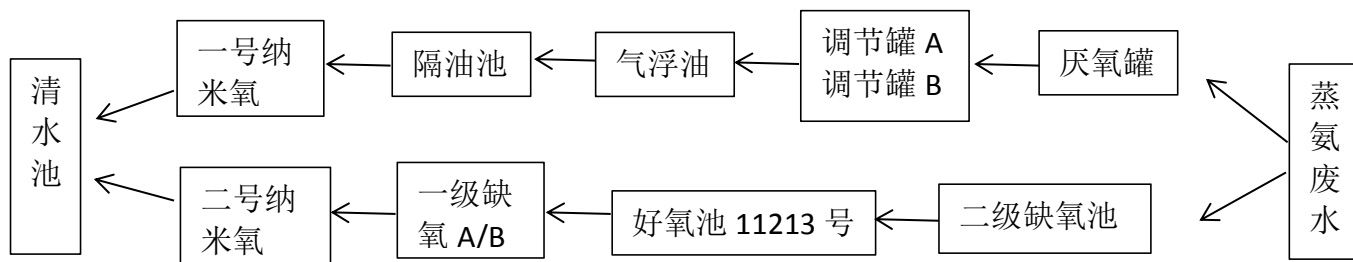 清水池
一号纳
米氧
隔油池
气浮油
调节罐 A
调节罐 B
厌氧罐
蒸氨废水
二号纳
米氧
一级缺
氧 A/B
好氧池 11213 号
二级缺氧池